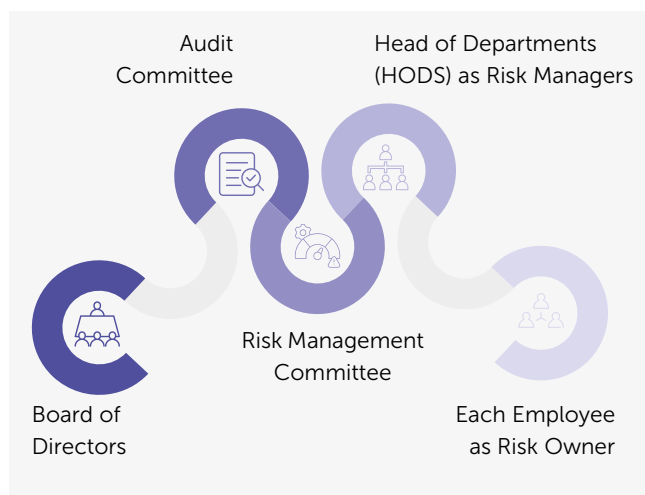 Audit
Committee
Head of Departments
(HODS) as Risk Managers
Risk Management
Committee
Board of
Directors
Each Employee
as Risk Owner